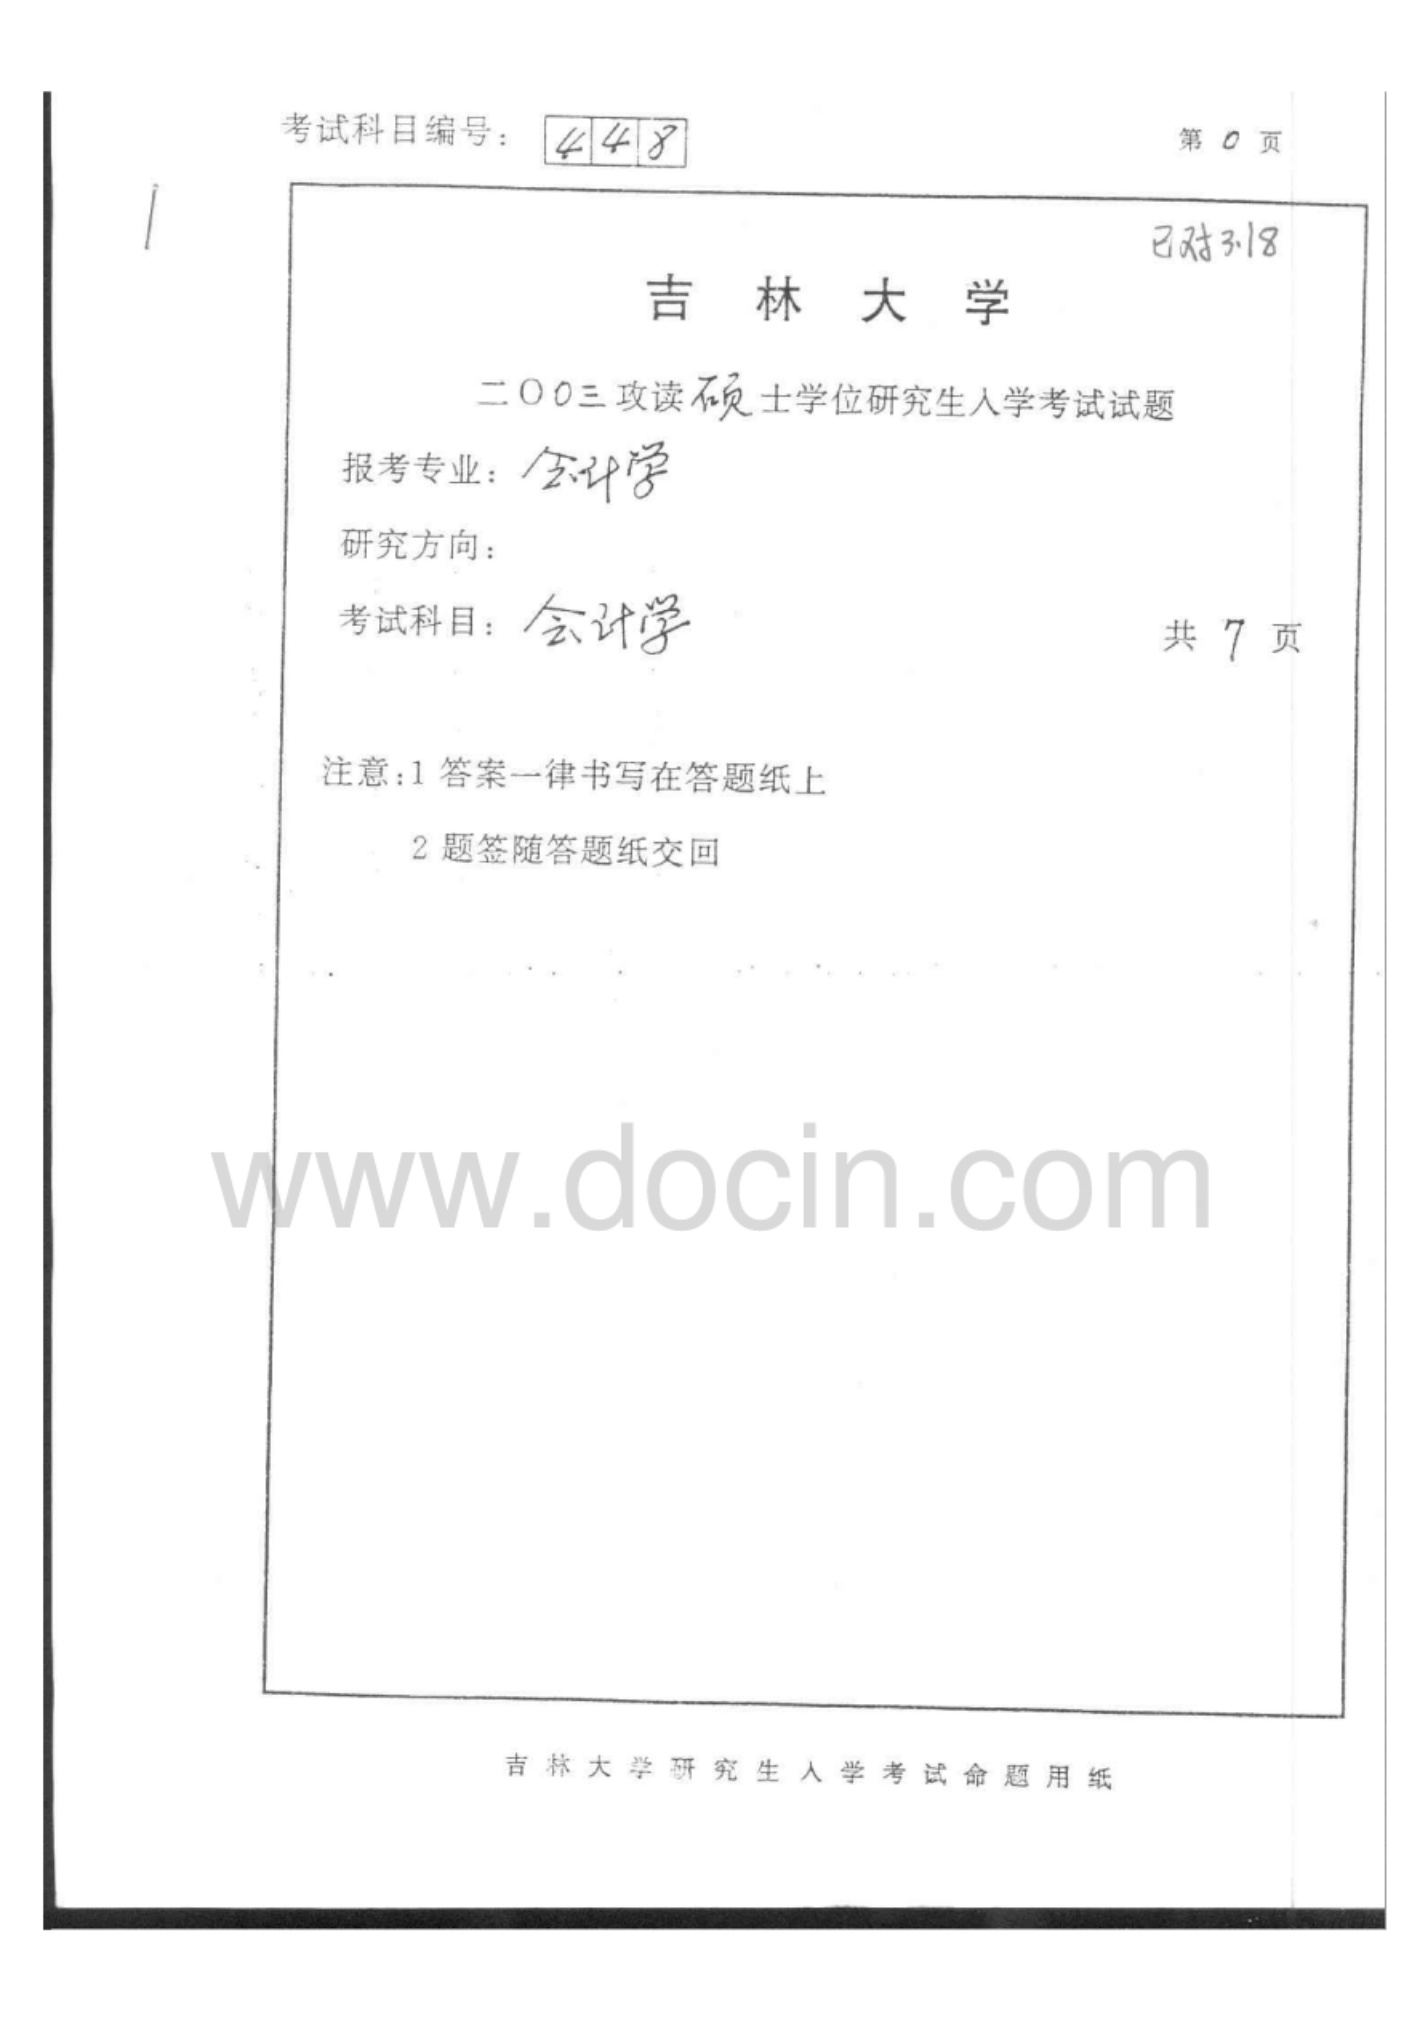 考试科目编号：448
第0页
已对3.18
吉林大学
二〇〇三攻读硕士学位研究生入学考试试题
报考专业：会计学
研究方向：
考试科目：会计学
共7页
注意：1 答案一律书写在答题纸上
2 题签随答题纸交回
www.docin.com
吉林大学研究生入学考试命题用纸